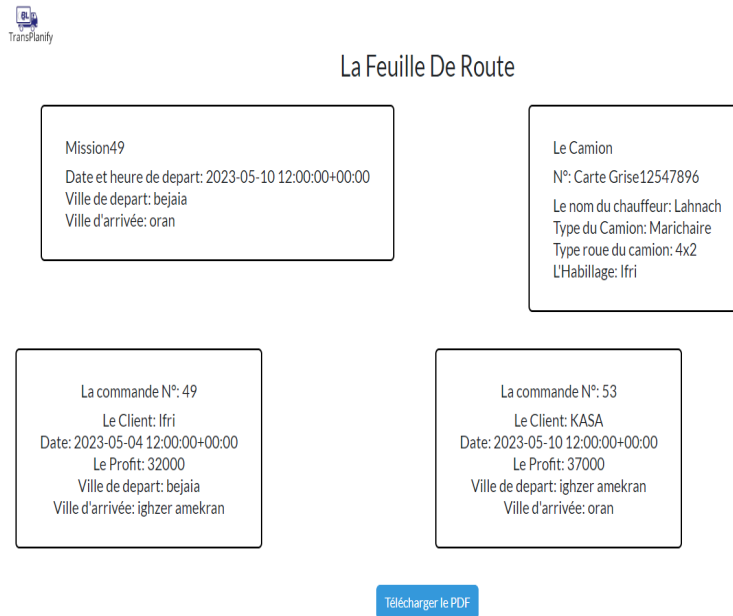 BL
TransPlanify
La Feuille De Route
Mission49
Date et heure de depart: 2023-05-10 12:00:00+00:00
Ville de depart: bejaia
Ville d'arrivée: oran
Le Camion
N°: Carte Grise12547896
Le nom du chauffeur: Lahnach
Type du Camion: Marichaire
Type roue du camion: 4x2
L'Habillage: Ifri
La commande N°: 49
Le Client: Ifri
Date: 2023-05-04 12:00:00+00:00
Le Profit: 32000
Ville de depart: bejaia
Ville d'arrivée: ighzer amekran
La commande N°: 53
Le Client: KASA
Date: 2023-05-10 12:00:00+00:00
Le Profit: 37000
Ville de depart: ighzer amekran
Ville d'arrivée: oran
Télécharger le PDF